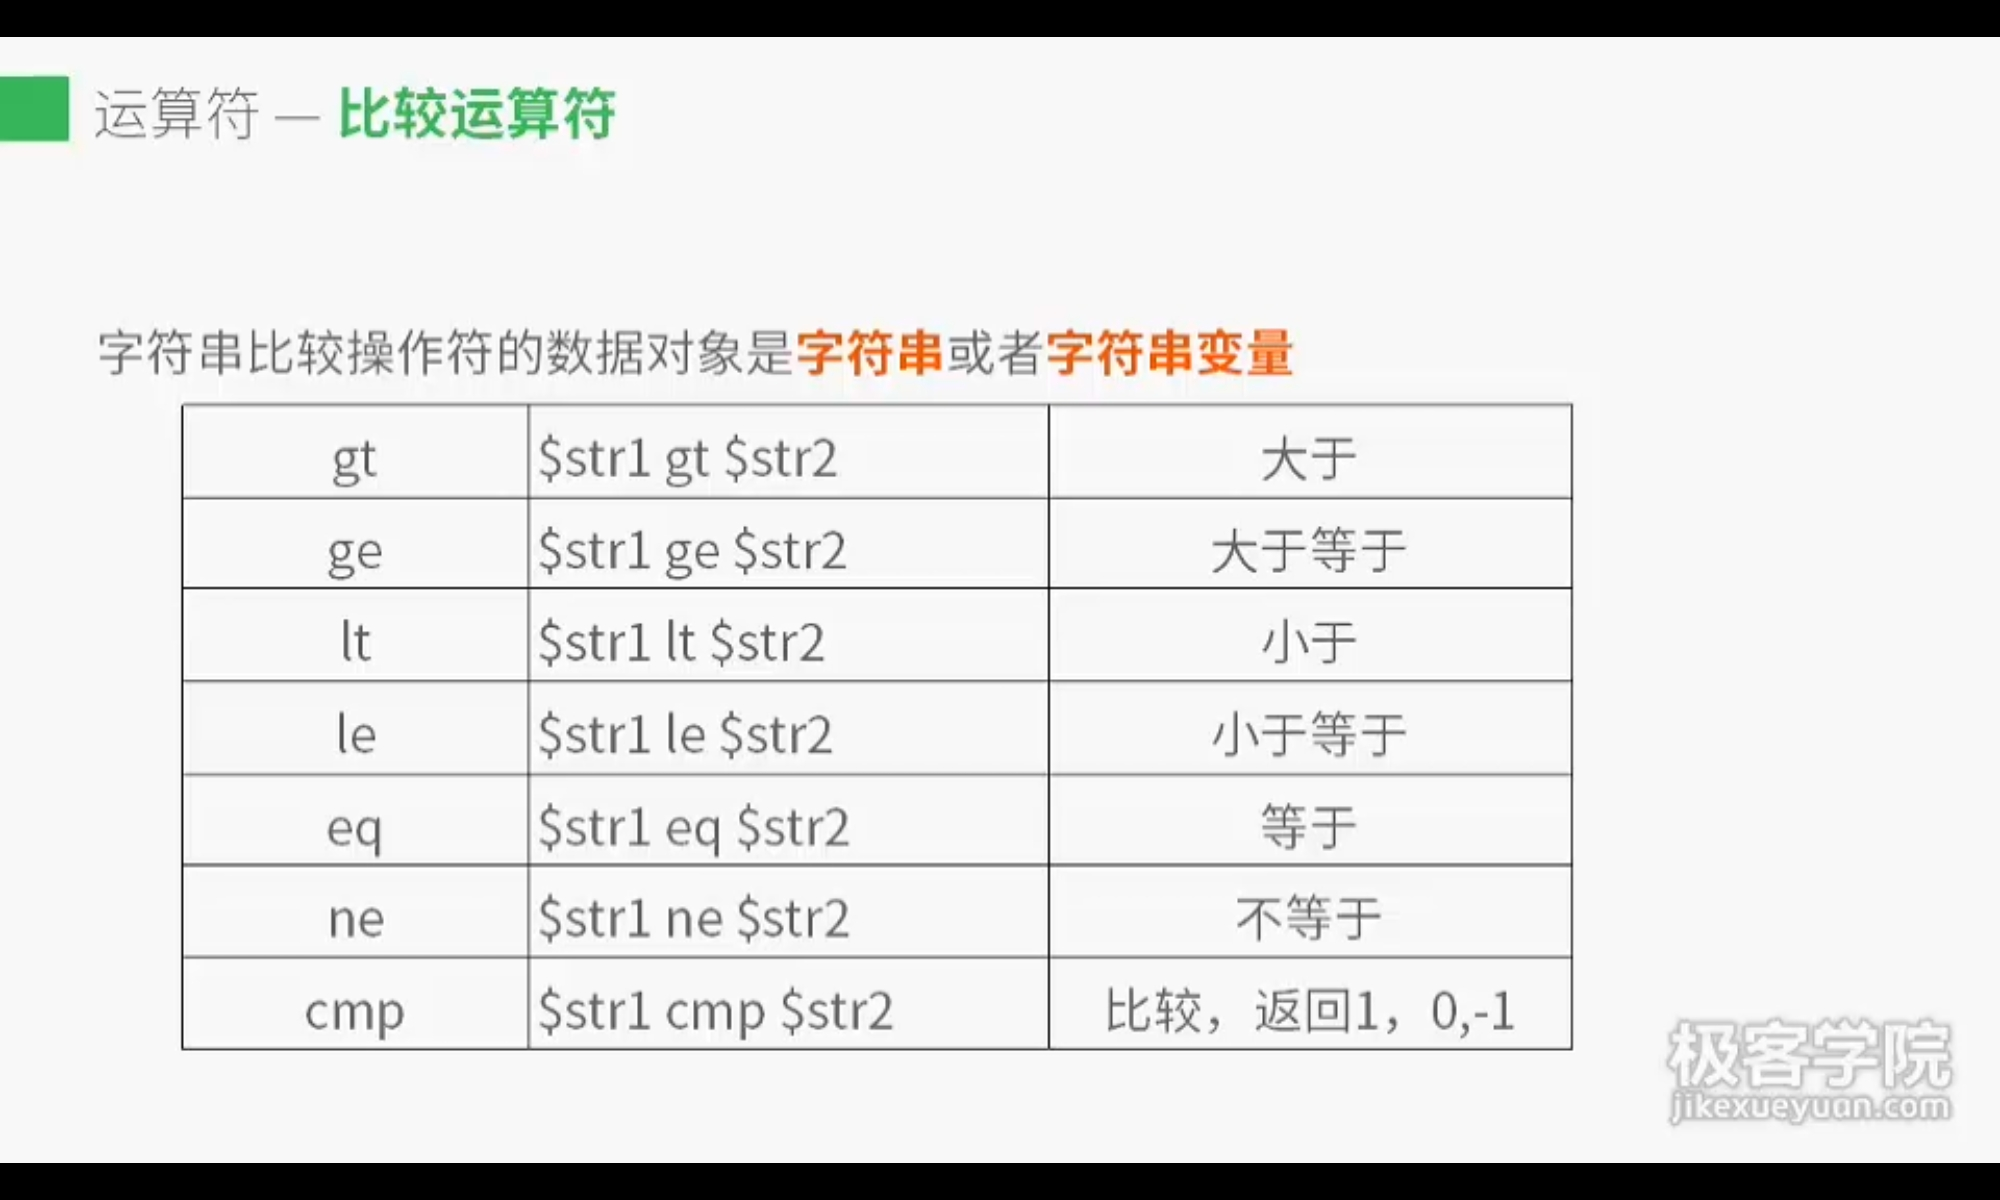 运算符 — 比较运算符
字符串比较操作符的数据对象是字符串或者字符串变量
gt $str1 gt $str2 大于
ge $str1 ge $str2 大于等于
lt $str1 lt $str2 小于
le $str1 le $str2 小于等于
eq $str1 eq $str2 等于
ne $str1 ne $str2 不等于
cmp $str1 cmp $str2 比较，返回1，0,-1
极客学院
jikexueyuan.com